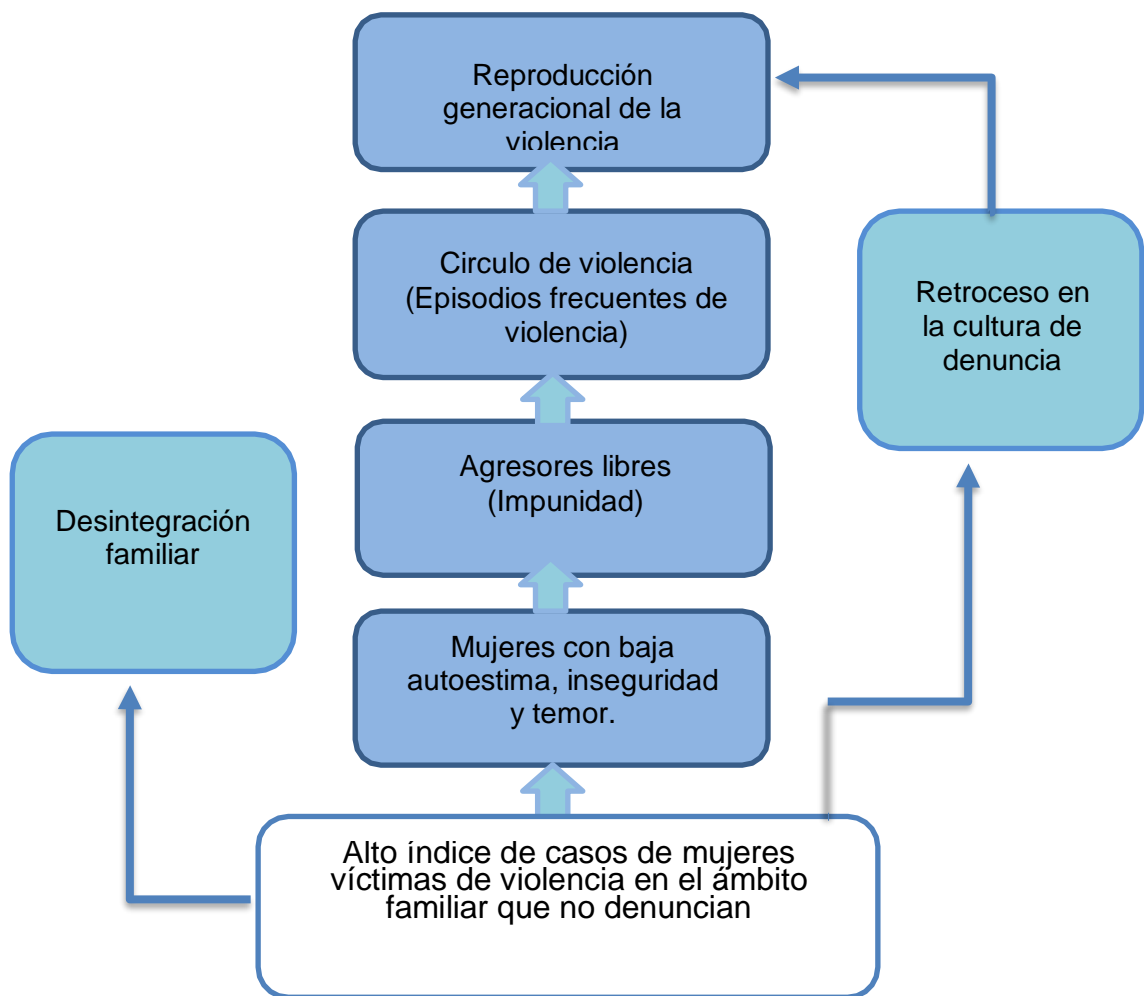 Reproducción
generacional de la
violencia
Circulo de violencia
(Episodios frecuentes de
violencia)
Retroceso en
la cultura de
denuncia
Agresores libres
(Impunidad)
Desintegración
familiar
Mujeres con baja
autoestima, inseguridad
y temor.
Alto índice de casos de mujeres
víctimas de violencia en el ámbito
familiar que no denuncian